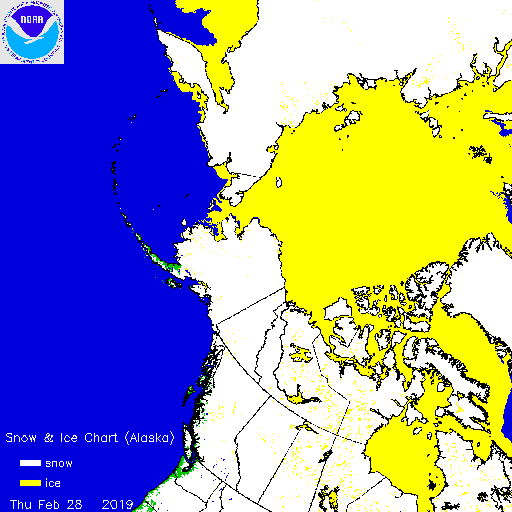 NOAA
Snow & Ice Chart (Alaska)
snow
ice
Thu Feb 28 2019